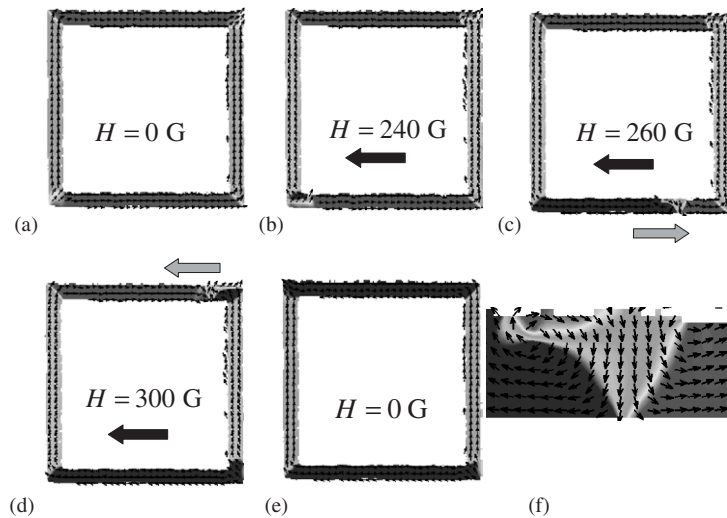 H = 0 G
H = 240 G
H = 260 G
(a)
(b)
(c)
H = 300 G
H = 0 G
(d)
(e)
(f)